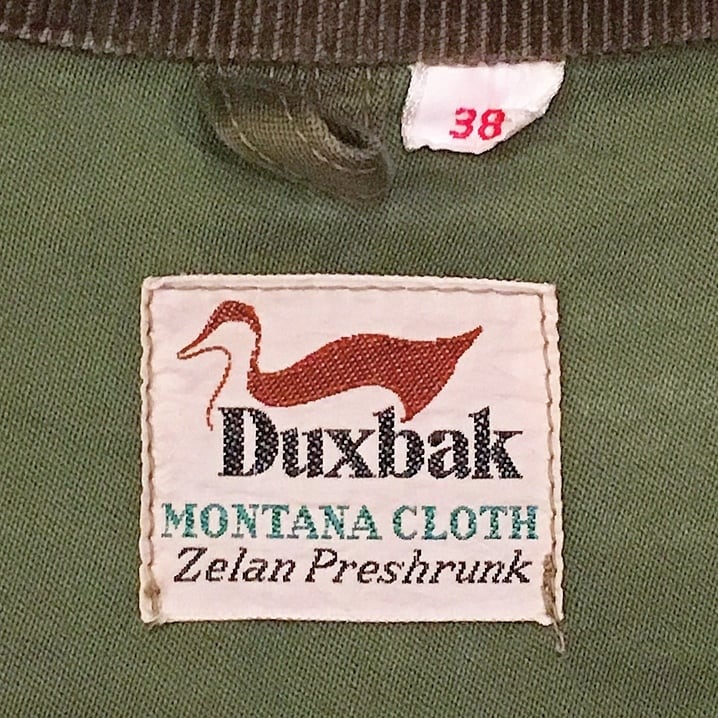 38
Duxbak
MONTANA CLOTH
Zelan Preshrunk